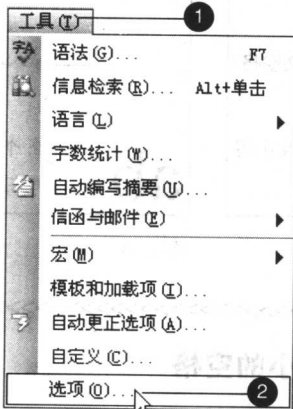 工具(T) 1
语法(G)... F7
信息检索(R)... Alt+单击
语言(L)
字数统计(W)...
自动编写摘要(U)...
信函与邮件(E)
宏(M)
模板和加载项(I)...
自动更正选项(A)...
自定义(C)...
选项(O)... 2